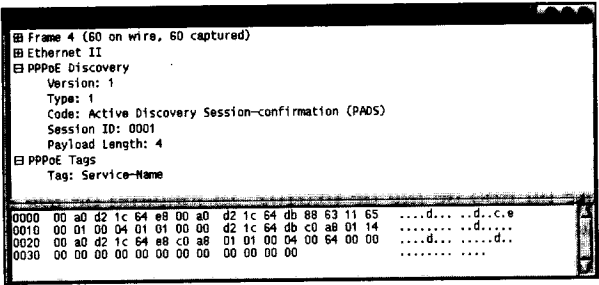 ⊞ Frame 4 (60 on wire, 60 captured)
⊞ Ethernet II
⊟ PPPoE Discovery
Version: 1
Type: 1
Code: Active Discovery Session-confirmation (PADS)
Session ID: 0001
Payload Length: 4
⊟ PPPoE Tags
Tag: Service-Name
0000 00 a0 d2 1c 64 e8 00 a0 d2 1c 64 db 88 63 11 65 ....d... ..d..c.e
0010 00 01 00 04 01 01 00 00 d2 1c 64 db c0 a8 01 14 ........ ..d.....
0020 00 a0 d2 1c 64 e8 c0 a8 01 01 00 04 00 64 00 00 ....d... .....d..
0030 00 00 00 00 00 00 00 00 00 00 00 00 ........ ....